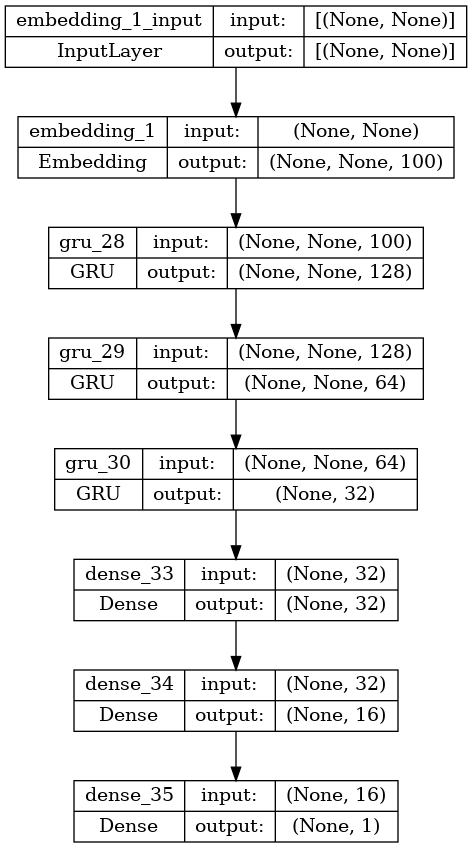 embedding_1_input input: [(None, None)]
InputLayer output: [(None, None)]
embedding_1 input: (None, None)
Embedding output: (None, None, 100)
gru_28 input: (None, None, 100)
GRU output: (None, None, 128)
gru_29 input: (None, None, 128)
GRU output: (None, None, 64)
gru_30 input: (None, None, 64)
GRU output: (None, 32)
dense_33 input: (None, 32)
Dense output: (None, 32)
dense_34 input: (None, 32)
Dense output: (None, 16)
dense_35 input: (None, 16)
Dense output: (None, 1)